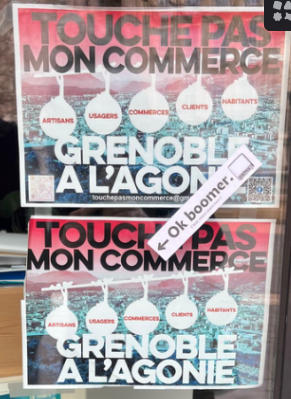 TOUCHE PAS
MON COMMERCE
ARTISANS
USAGERS
COMMERCES
CLIENTS
HABITANTS
GRENOBLE
A L'AGONIE
touchepasmoncommerce@
← Ok boomer.
TOUCHE PAS
MON COMMERCE
ARTISANS
USAGERS
COMMERCES
CLIENTS
HABITANTS
GRENOBLE
A L'AGONIE